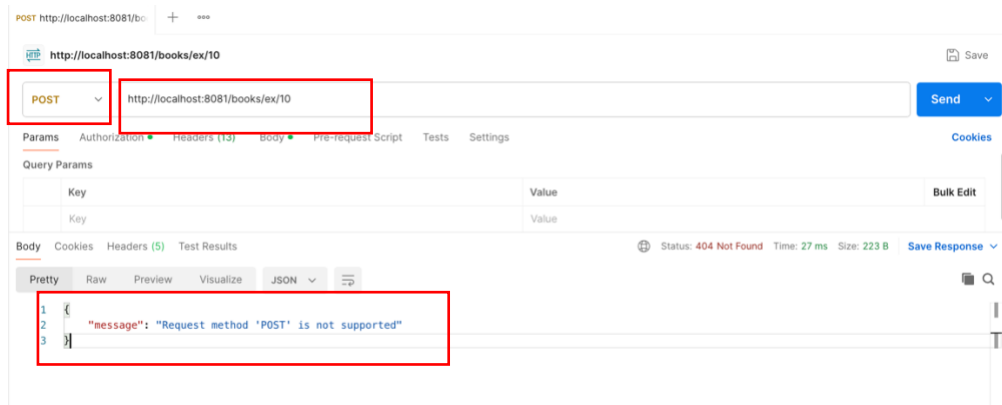 POST http://localhost:8081/bo
HTTP http://localhost:8081/books/ex/10 Save
POST http://localhost:8081/books/ex/10 Send
Params Authorization Headers (13) Body Pre-request Script Tests Settings Cookies
Query Params
Key Value Bulk Edit
Key Value
Body Cookies Headers (5) Test Results Status: 404 Not Found Time: 27 ms Size: 223 B Save Response
Pretty Raw Preview Visualize JSON
1 {
2 "message": "Request method 'POST' is not supported"
3 }